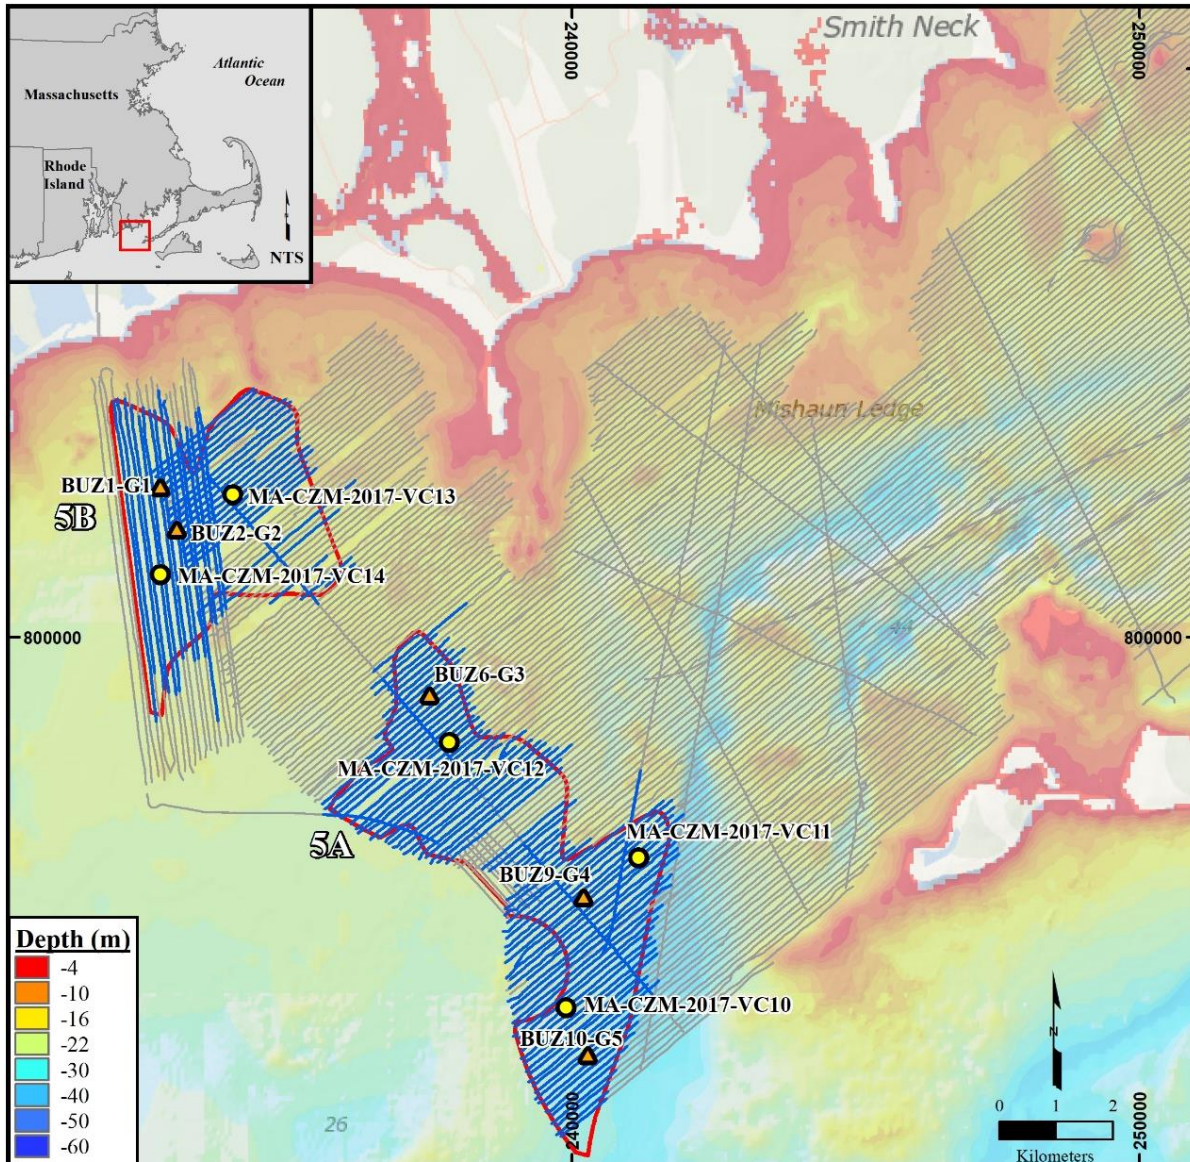 Smith Neck
240000
2500000
Atlantic
Ocean
Massachusetts
Rhode
Island
NTS
Mishaun Ledge
BUZ1-G1
MA-CZM-2017-VC13
5B
BUZ2-G2
MA-CZM-2017-VC14
800000
800000
44
BUZ6-G3
MA-CZM-2017-VC12
MA-CZM-2017-VC11
5A
BUZ9-G4
MA-CZM-2017-VC10
BUZ10-G5
26
Depth (m)
-4
-10
-16
-22
-30
-40
-50
-60
240000
250000
N
0 1 2
Kilometers